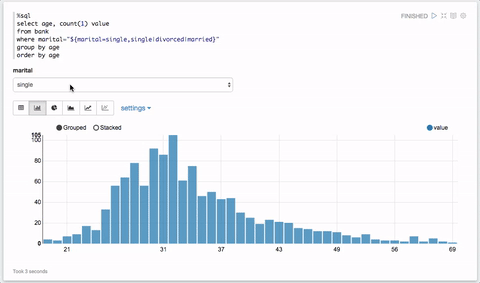 %sql
select age, count(1) value
from bank
where marital="${marital=single,single|divorced|married}"
group by age
order by age
FINISHED
marital
single
settings
Grouped Stacked value
105
100
80
60
40
20
0
21 31 37 43 49 56 69
Took 3 seconds